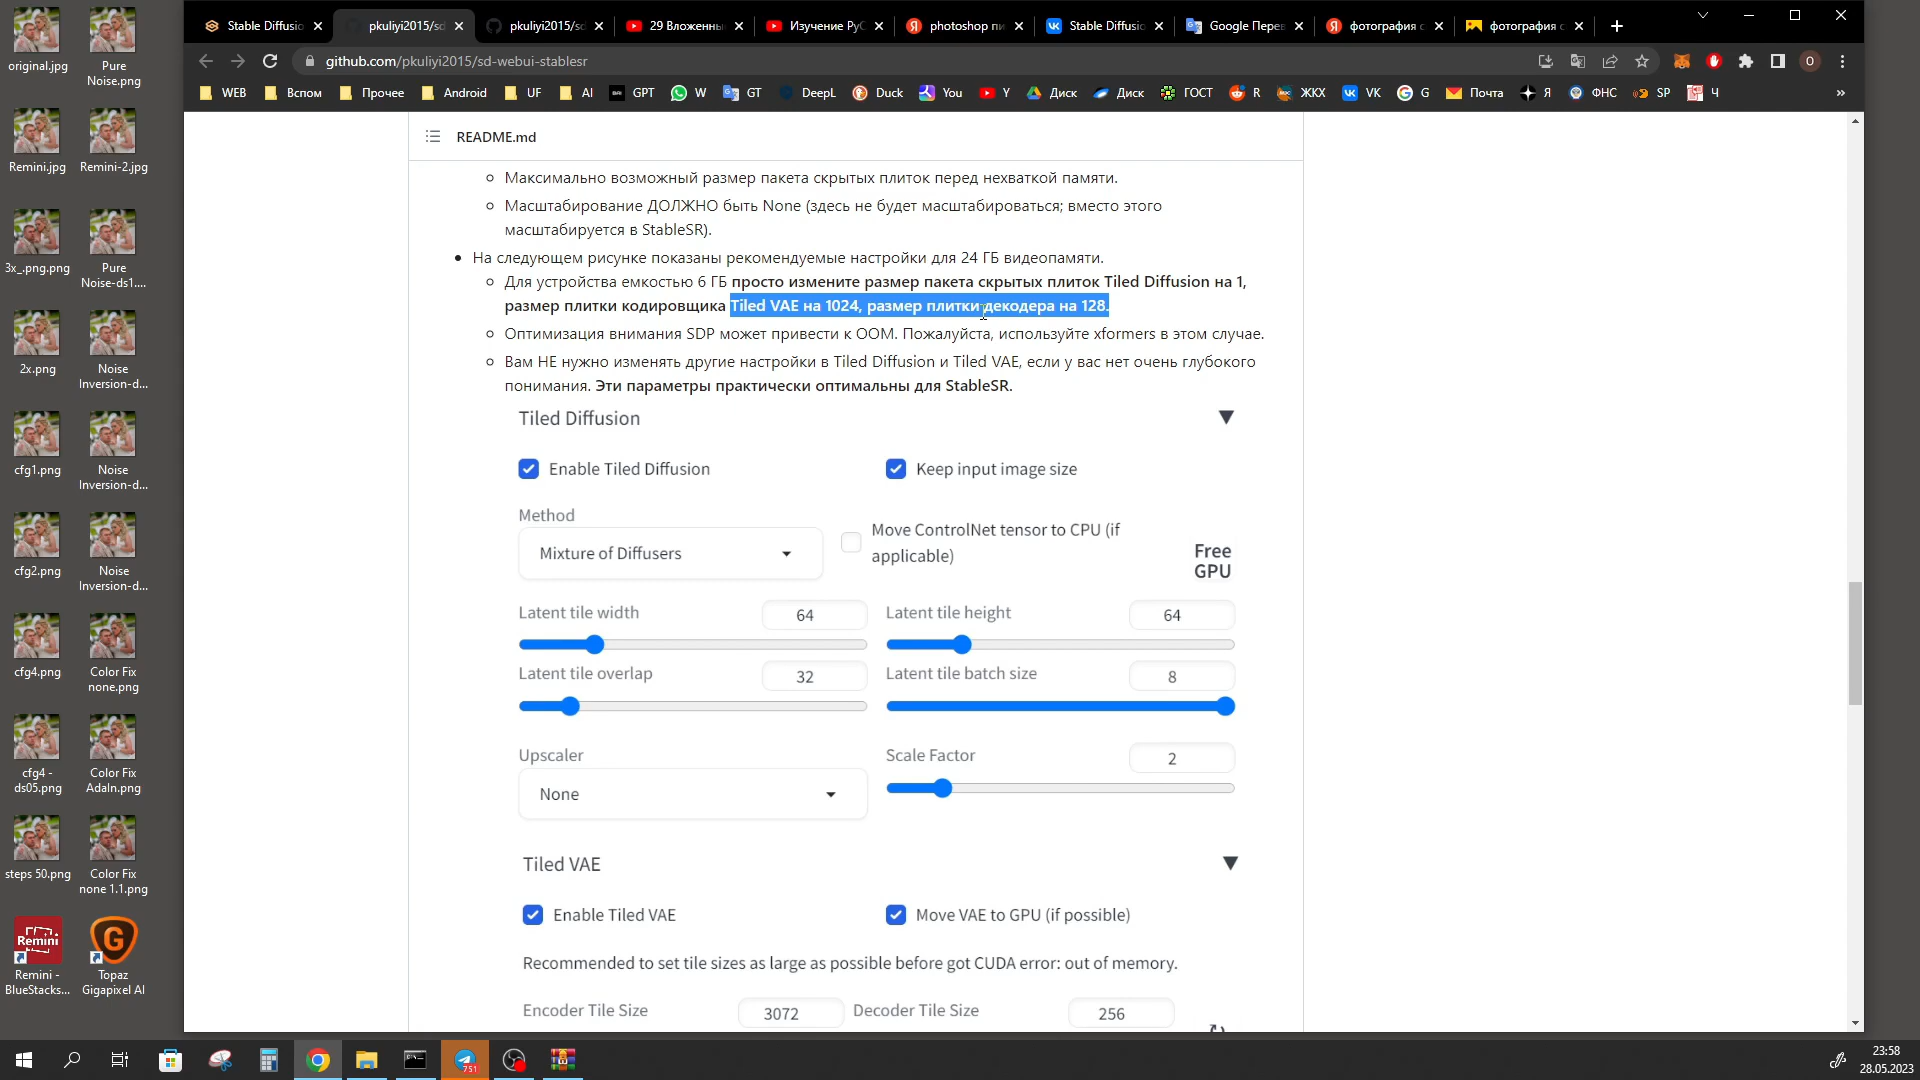 original.jpg
Pure
Noise.png
Remini.jpg
Remini-2.jpg
3x_.png.png
Pure
Noise-ds1....
2x.png
Noise
Inversion-d...
cfg1.png
Noise
Inversion-d...
cfg2.png
Noise
Inversion-d...
cfg4.png
Color Fix
none.png
cfg4 -
ds05.png
Color Fix
AdaIn.png
steps 50.png
Color Fix
none 1.1.png
Remini
Remini -
BlueStacks...
Topaz
Gigapixel AI
Stable Diffusio
pkuliyi2015/sd
pkuliyi2015/sd
29 Вложенны
Изучение РуС
photoshop пи
Stable Diffusio
Google Перев
фотография с
фотография с
github.com/pkuliyi2015/sd-webui-stablesr
O
WEB
Вспом
Прочее
Android
UF
AI
GPT
W
GT
DeepL
Duck
You
Y
Диск
Диск
ГОСТ
R
ЖКХ
VK
G
Почта
Я
ФНС
SP
Ч
»
README.md
Максимально возможный размер пакета скрытых плиток перед нехваткой памяти.
Масштабирование ДОЛЖНО быть None (здесь не будет масштабироваться; вместо этого
масштабируется в StableSR).
На следующем рисунке показаны рекомендуемые настройки для 24 ГБ видеопамяти.
Для устройства емкостью 6 ГБ просто измените размер пакета скрытых плиток Tiled Diffusion на 1,
размер плитки кодировщика Tiled VAE на 1024, размер плитки декодера на 128.
Оптимизация внимания SDP может привести к OOM. Пожалуйста, используйте xformers в этом случае.
Вам НЕ нужно изменять другие настройки в Tiled Diffusion и Tiled VAE, если у вас нет очень глубокого
понимания. Эти параметры практически оптимальны для StableSR.
Tiled Diffusion
Enable Tiled Diffusion
Keep input image size
Method
Mixture of Diffusers
Move ControlNet tensor to CPU (if
applicable)
Free
GPU
Latent tile width
64
Latent tile height
64
Latent tile overlap
32
Latent tile batch size
8
Upscaler
None
Scale Factor
2
Tiled VAE
Enable Tiled VAE
Move VAE to GPU (if possible)
Recommended to set tile sizes as large as possible before got CUDA error: out of memory.
Encoder Tile Size
3072
Decoder Tile Size
256
751
23:58
28.05.2023